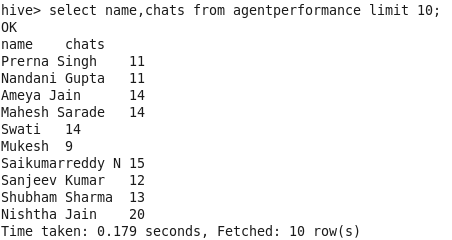 hive> select name,chats from agentperformance limit 10;
OK
name    chats
Prerna Singh    11
Nandani Gupta   11
Ameya Jain      14
Mahesh Sarade   14
Swati   14
Mukesh  9
Saikumarreddy N 15
Sanjeev Kumar   12
Shubham Sharma  13
Nishtha Jain    20
Time taken: 0.179 seconds, Fetched: 10 row(s)